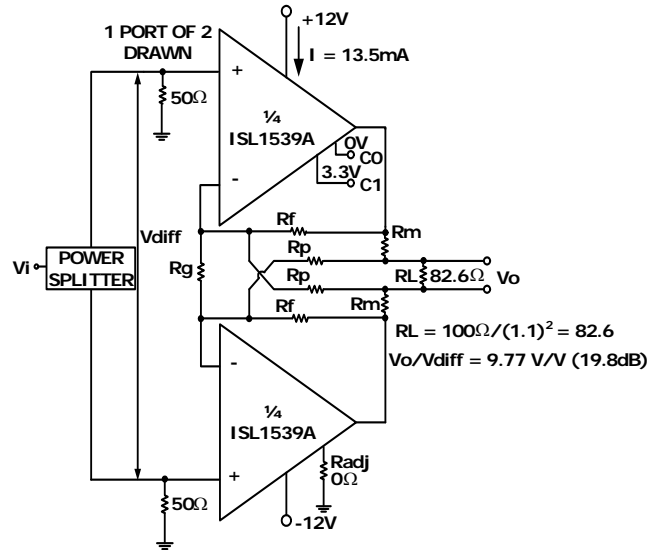 1 PORT OF 2
DRAWN
+12V
I = 13.5mA
+
50Ω
¼
ISL1539A
0V
C0
3.3V
C1
-
Rf
Rm
Vdiff
Rp
Vi
POWER
SPLITTER
Rg
RL
82.6Ω
Vo
Rp
Rm
Rf
RL = 100Ω/(1.1)² = 82.6
-
Vo/Vdiff = 9.77 V/V (19.8dB)
¼
ISL1539A
+
Radj
0Ω
50Ω
-12V